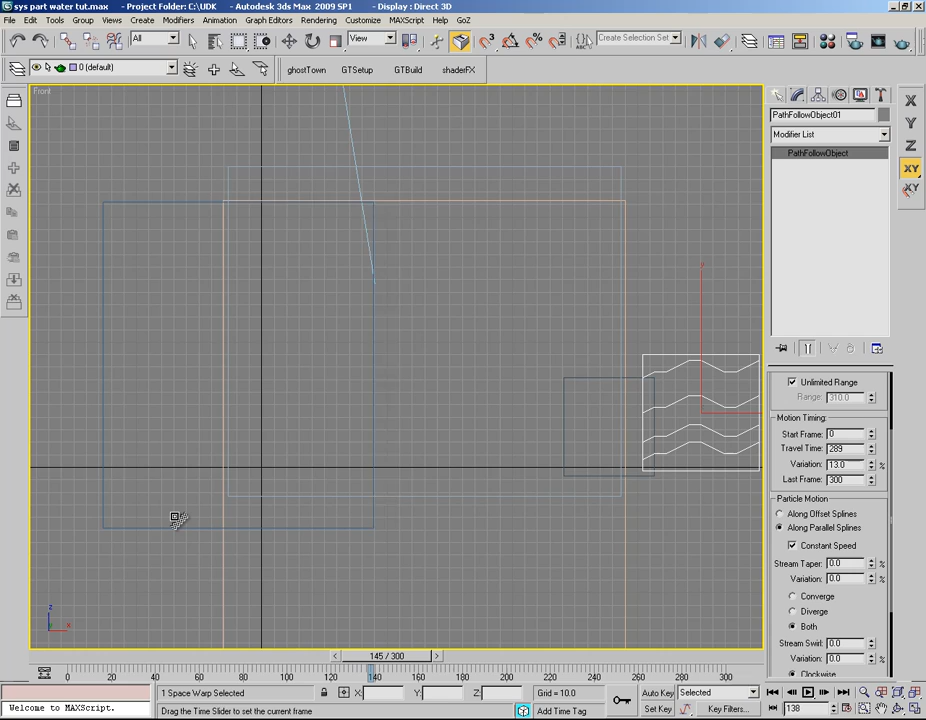 sys part water tut.max - Project Folder: C:\UDK - Autodesk 3ds Max 2009 SP1 - Display : Direct 3D
File Edit Tools Group Views Create Modifiers Animation Graph Editors Rendering Customize MAXScript Help GoZ
All View 3 % Create Selection Set
0 (default) ghostTown GTSetup GTBuild shaderFX
Front
X
Y
Z
XY
XY
PathFollowObject01
Modifier List
PathFollowObject
Unlimited Range
Range: 310.0
Motion Timing:
Start Frame: 0
Travel Time: 289
Variation: 13.0 %
Last Frame: 300
Particle Motion
Along Offset Splines
Along Parallel Splines
Constant Speed
Stream Taper: 0.0 %
Variation: 0.0 %
Converge
Diverge
Both
Stream Swirl: 0.0
Variation: 0.0 %
Clockwise
y
z
x
< 145 / 300 >
0 20 40 60 80 100 120 140 160 180 200 220 240 260 280 300
1 Space Warp Selected X: Y: Z: Grid = 10.0 Auto Key Selected
Welcome to MAXScript. Drag the Time Slider to set the current frame Add Time Tag Set Key Key Filters... 138